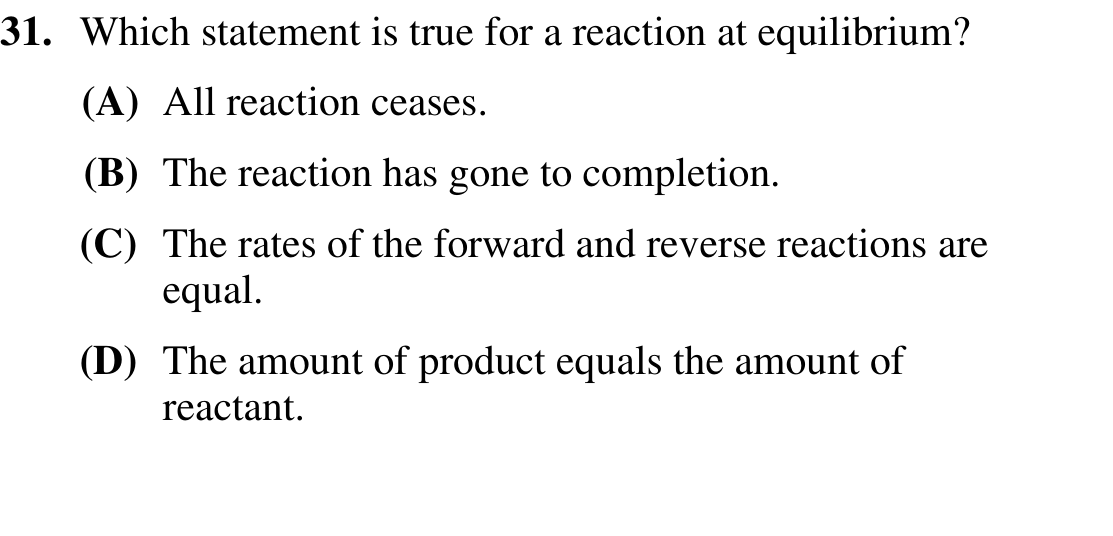 31. Which statement is true for a reaction at equilibrium?
(A) All reaction ceases.
(B) The reaction has gone to completion.
(C) The rates of the forward and reverse reactions are
equal.
(D) The amount of product equals the amount of
reactant.